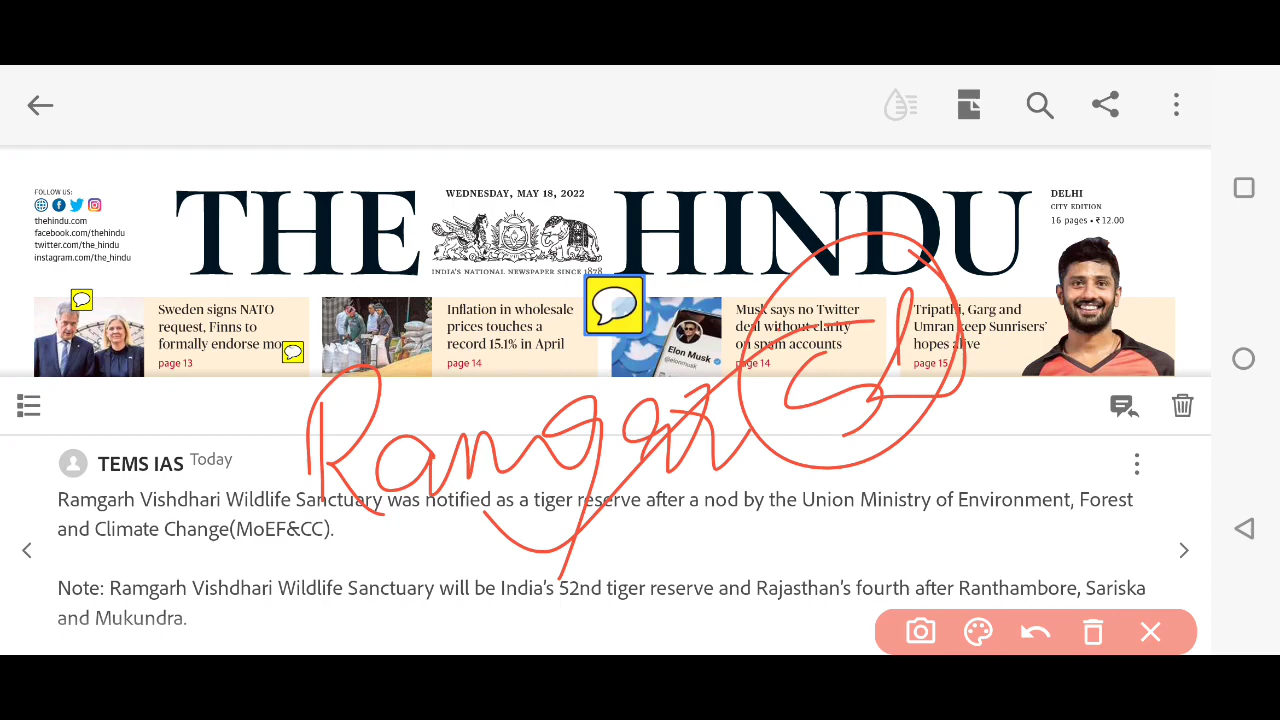 FOLLOW US:
thehindu.com
facebook.com/thehindu
twitter.com/the_hindu
instagram.com/the_hindu
THE HINDU
WEDNESDAY, MAY 18, 2022
INDIA'S NATIONAL NEWSPAPER SINCE 1878
DELHI
CITY EDITION
16 pages • ₹12.00
Sweden signs NATO
request, Finns to
formally endorse mo
page 13
Inflation in wholesale
prices touches a
record 15.1% in April
page 14
Elon Musk
@elonmusk
Musk says no Twitter
deal without clarity
on spam accounts
page 14
Tripathi, Garg and
Umran keep Sunrisers'
hopes alive
page 15
TEMS IAS Today
Ramgarh Vishdhari Wildlife Sanctuary was notified as a tiger reserve after a nod by the Union Ministry of Environment, Forest
and Climate Change(MoEF&CC).
Note: Ramgarh Vishdhari Wildlife Sanctuary will be India's 52nd tiger reserve and Rajasthan's fourth after Ranthambore, Sariska
and Mukundra.